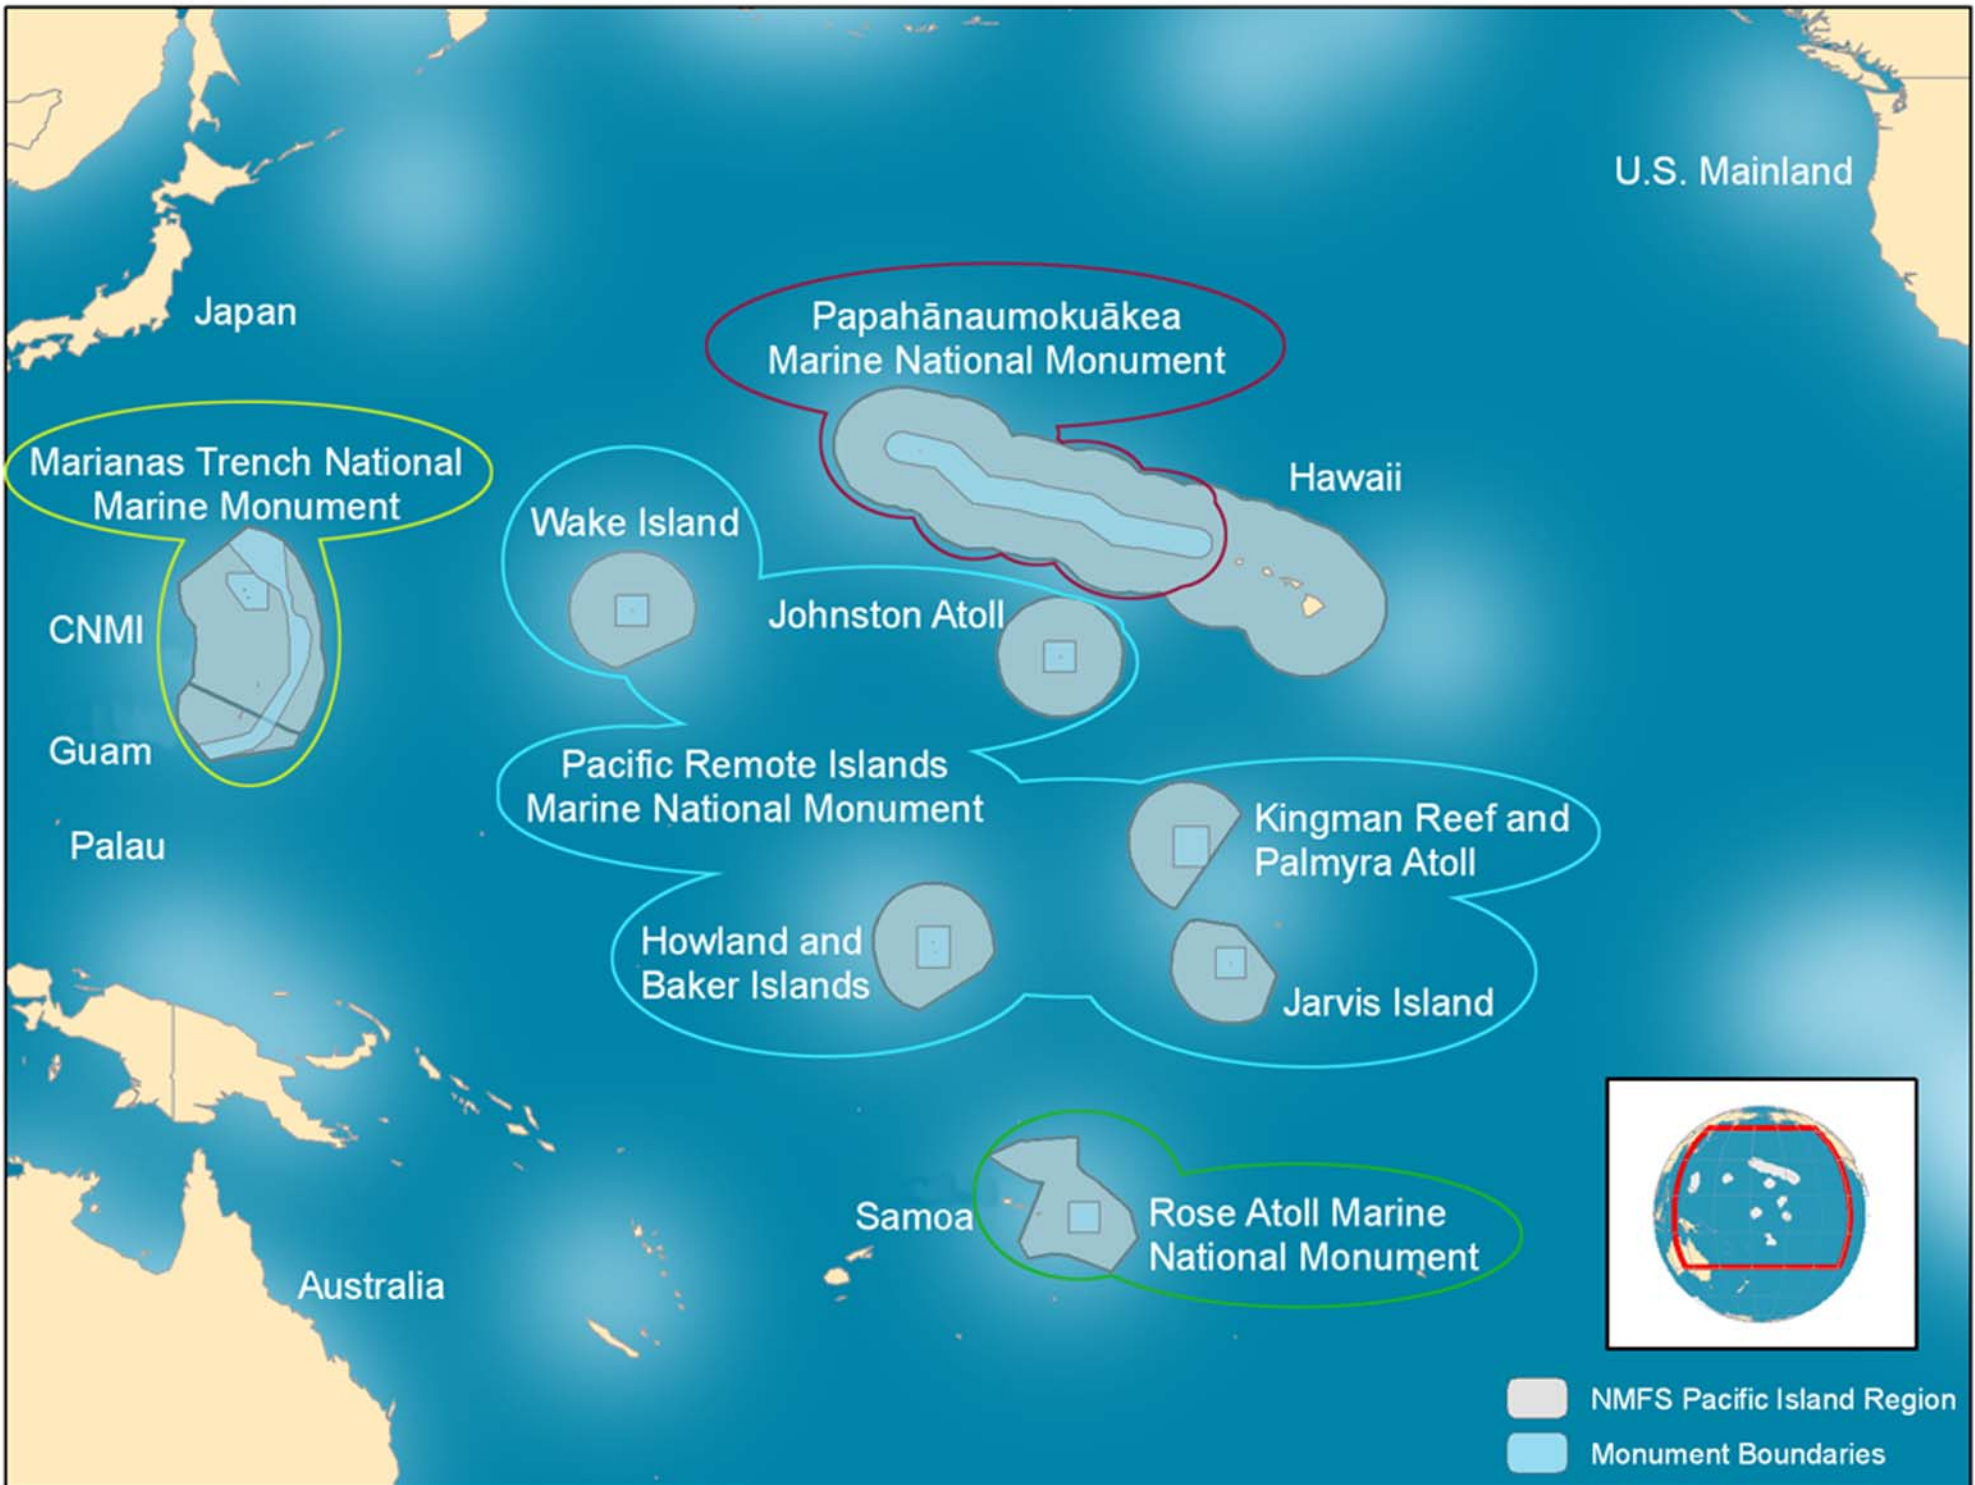 U.S. Mainland
Japan
Papahānaumokuākea
Marine National Monument
Marianas Trench National
Marine Monument
Hawaii
Wake Island
CNMI
Johnston Atoll
Guam
Pacific Remote Islands
Marine National Monument
Palau
Kingman Reef and
Palmyra Atoll
Howland and
Baker Islands
Jarvis Island
Samoa
Rose Atoll Marine
National Monument
Australia
NMFS Pacific Island Region
Monument Boundaries